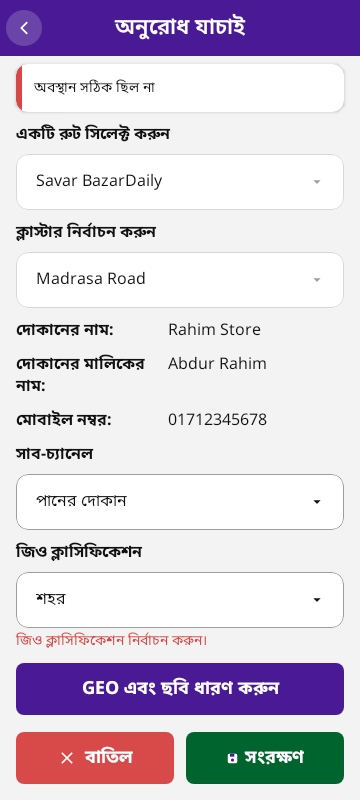 অনুরোধ যাচাই
অবস্থান সঠিক ছিল না
একটি রুট সিলেক্ট করুন
Savar BazarDaily
ক্লাস্টার নির্বাচন করুন
Madrasa Road
দোকানের নাম: Rahim Store
দোকানের মালিকের নাম: Abdur Rahim
মোবাইল নম্বর: 01712345678
সাব-চ্যানেল
পানের দোকান
জিও ক্লাসিফিকেশন
শহর
জিও ক্লাসিফিকেশন নির্বাচন করুন।
GEO এবং ছবি ধারণ করুন
বাতিল
সংরক্ষণ